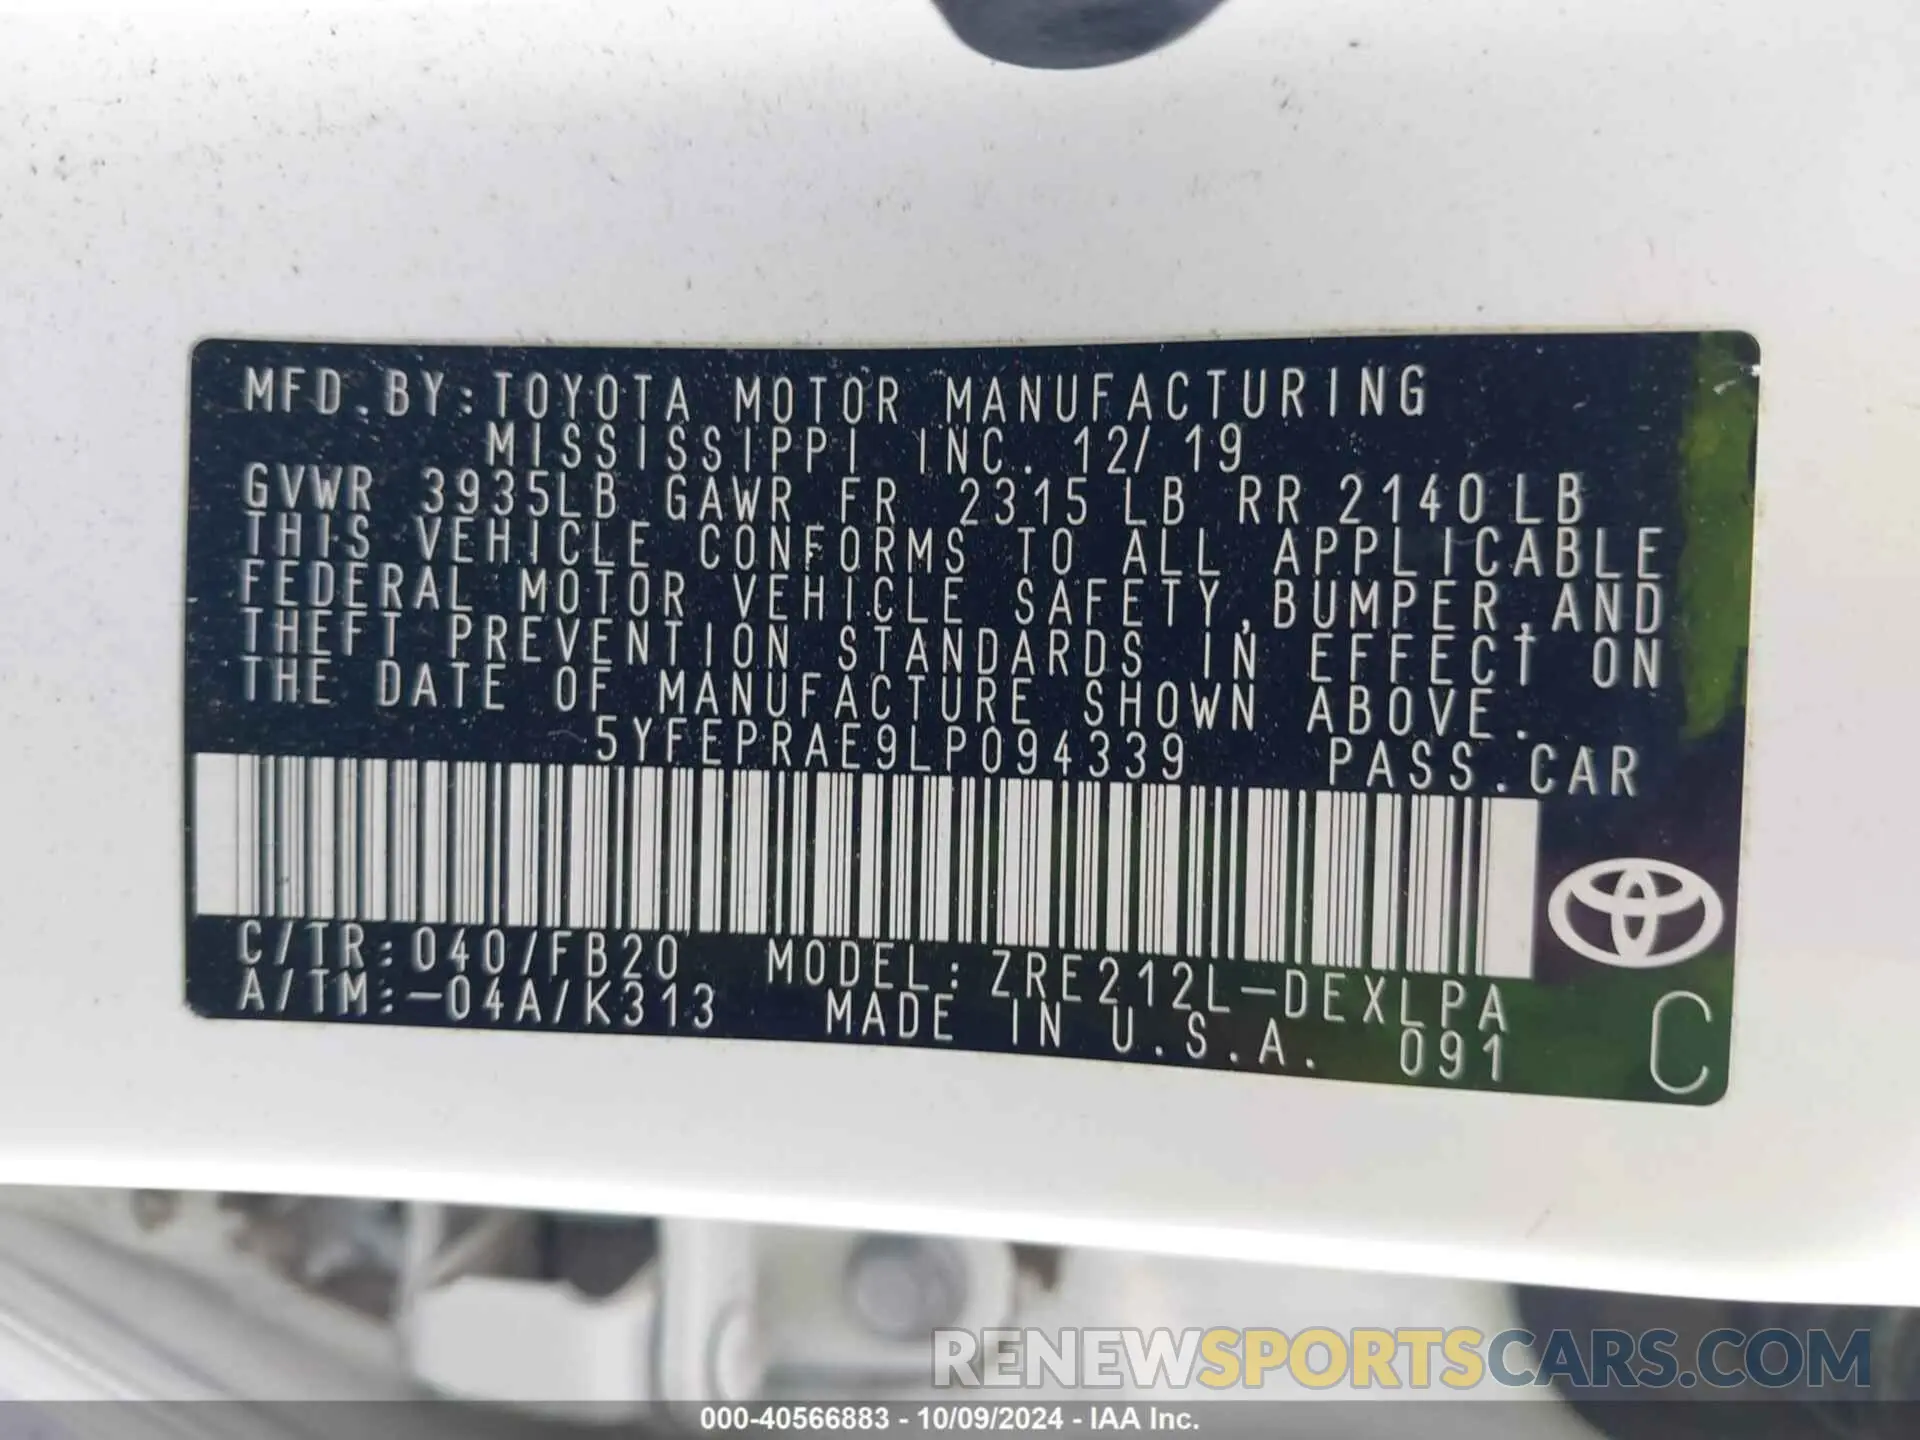 MFD.BY:TOYOTA MOTOR MANUFACTURING
MISSISSIPPI INC. 12/19
GVWR 3935LB GAWR FR 2315LB RR 2140LB
THIS VEHICLE CONFORMS TO ALL APPLICABLE
FEDERAL MOTOR VEHICLE SAFETY,BUMPER,AND
THEFT PREVENTION STANDARDS IN EFFECT ON
THE DATE OF MANUFACTURE SHOWN ABOVE.
5YFEPRAE9LP094339 PASS.CAR
C/TR:040/FB20 MODEL:ZRE212L-DEXLPA
A/TM:-04A/K313 MADE IN U.S.A. 091 C
RENEWSPORTSCARS.COM
000-40566883 - 10/09/2024 - IAA Inc.